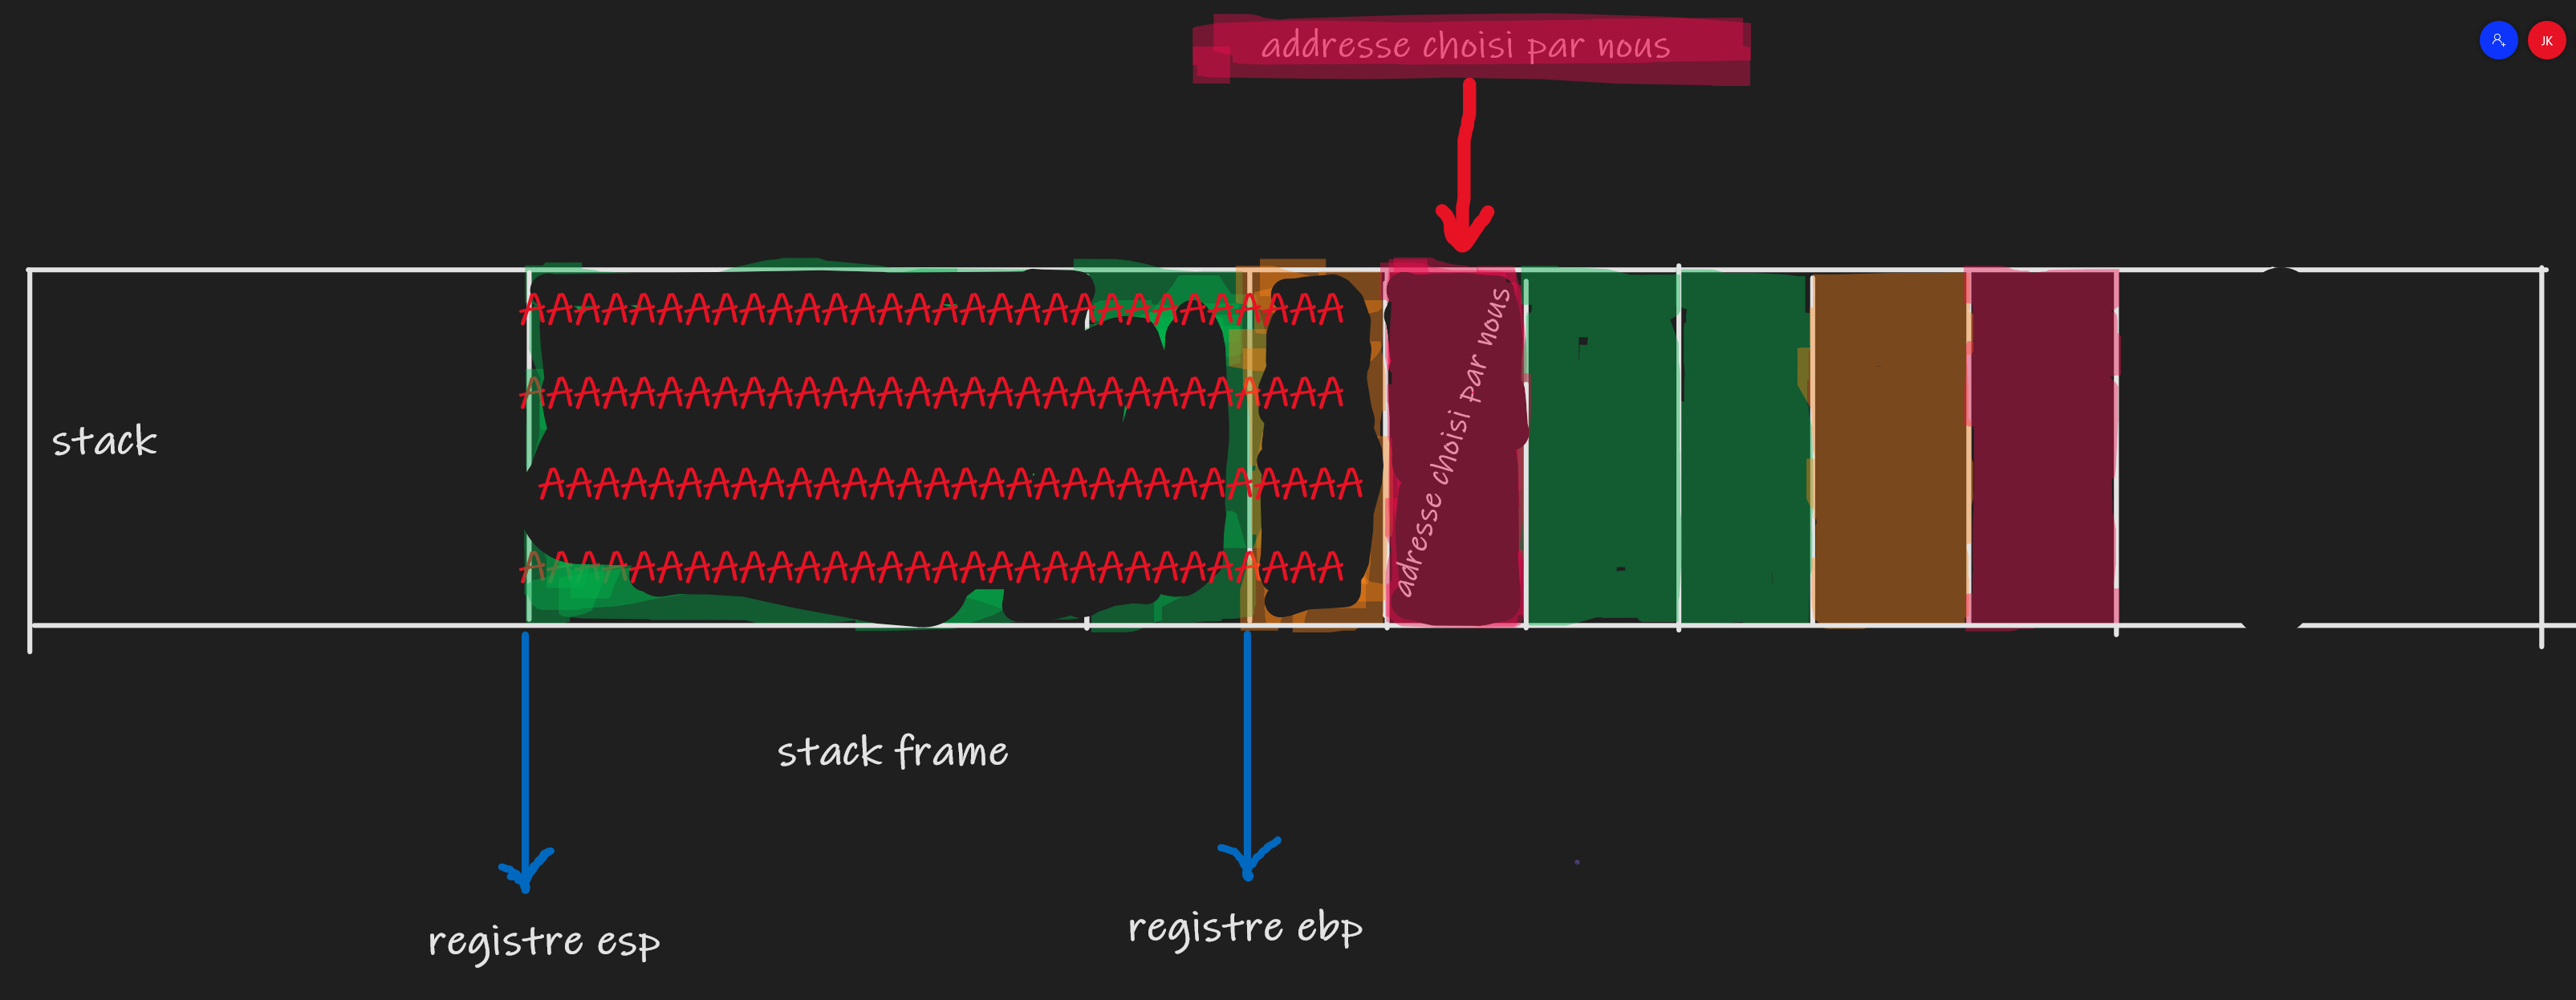 addresse choisi par nous
JK
AAAAAAAAAAAAAAAAAAAAAAAAAAAAAA
AAAAAAAAAAAAAAAAAAAAAAAAAAAAAA
stack
AAAAAAAAAAAAAAAAAAAAAAAAAAAAAA
AAAAAAAAAAAAAAAAAAAAAAAAAAAAAA
adresse choisi par nous
stack frame
registre esp
registre ebp